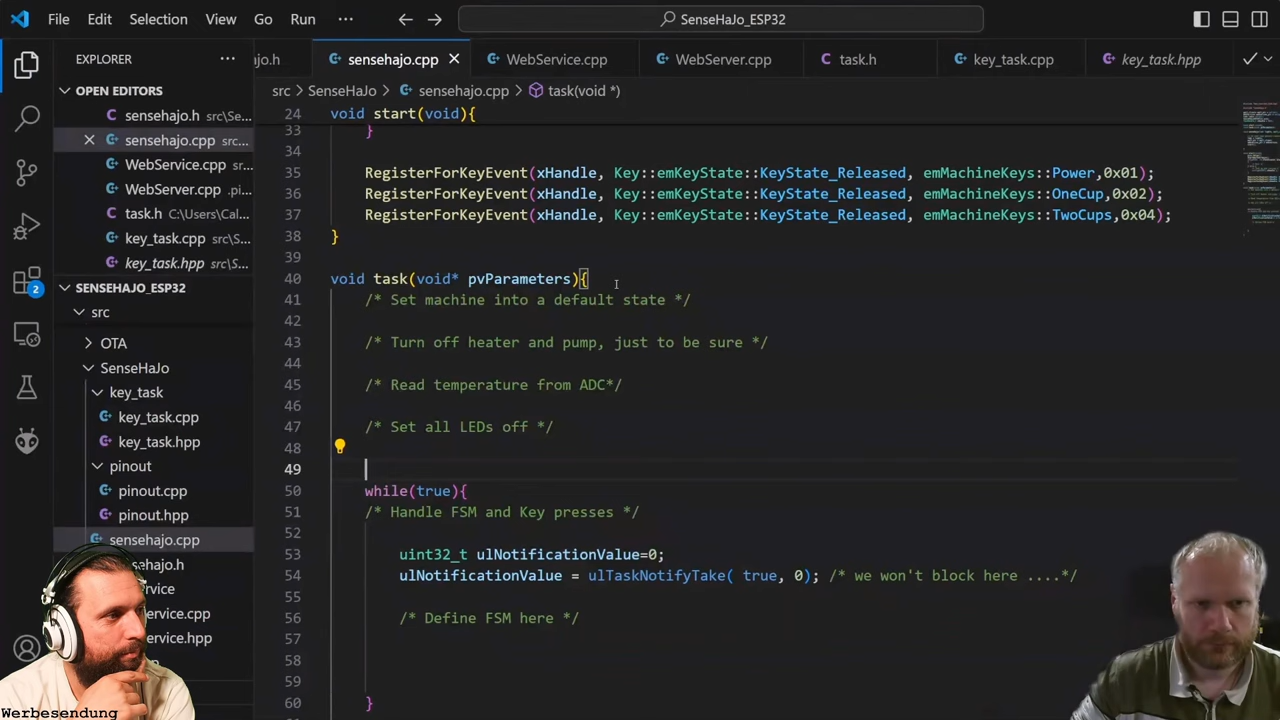 File Edit Selection View Go Run ··· SenseHaJo_ESP32
EXPLORER ···
ajo.h sensehajo.cpp WebService.cpp WebServer.cpp task.h key_task.cpp key_task.hpp
OPEN EDITORS
sensehajo.h src\Se...
sensehajo.cpp src...
WebService.cpp sr...
WebServer.cpp .pi...
task.h C:\Users\Cal...
key_task.cpp src\S...
key_task.hpp src\S...
SENSEHAJO_ESP32
src
OTA
SenseHaJo
key_task
key_task.cpp
key_task.hpp
pinout
pinout.cpp
pinout.hpp
sensehajo.cpp
sehajo.h
rvice
rvice.cpp
rvice.hpp
2
src > SenseHaJo > sensehajo.cpp > task(void *)
24 void start(void){
33 }
34
35 RegisterForKeyEvent(xHandle, Key::emKeyState::KeyState_Released, emMachineKeys::Power,0x01);
36 RegisterForKeyEvent(xHandle, Key::emKeyState::KeyState_Released, emMachineKeys::OneCup,0x02);
37 RegisterForKeyEvent(xHandle, Key::emKeyState::KeyState_Released, emMachineKeys::TwoCups,0x04);
38 }
39
40 void task(void* pvParameters){
41 /* Set machine into a default state */
42
43 /* Turn off heater and pump, just to be sure */
44
45 /* Read temperature from ADC*/
46
47 /* Set all LEDs off */
48
49
50 while(true){
51 /* Handle FSM and Key presses */
52
53 uint32_t ulNotificationValue=0;
54 ulNotificationValue = ulTaskNotifyTake( true, 0); /* we won't block here ....*/
55
56 /* Define FSM here */
57
58
59
60 }
Werbesendung